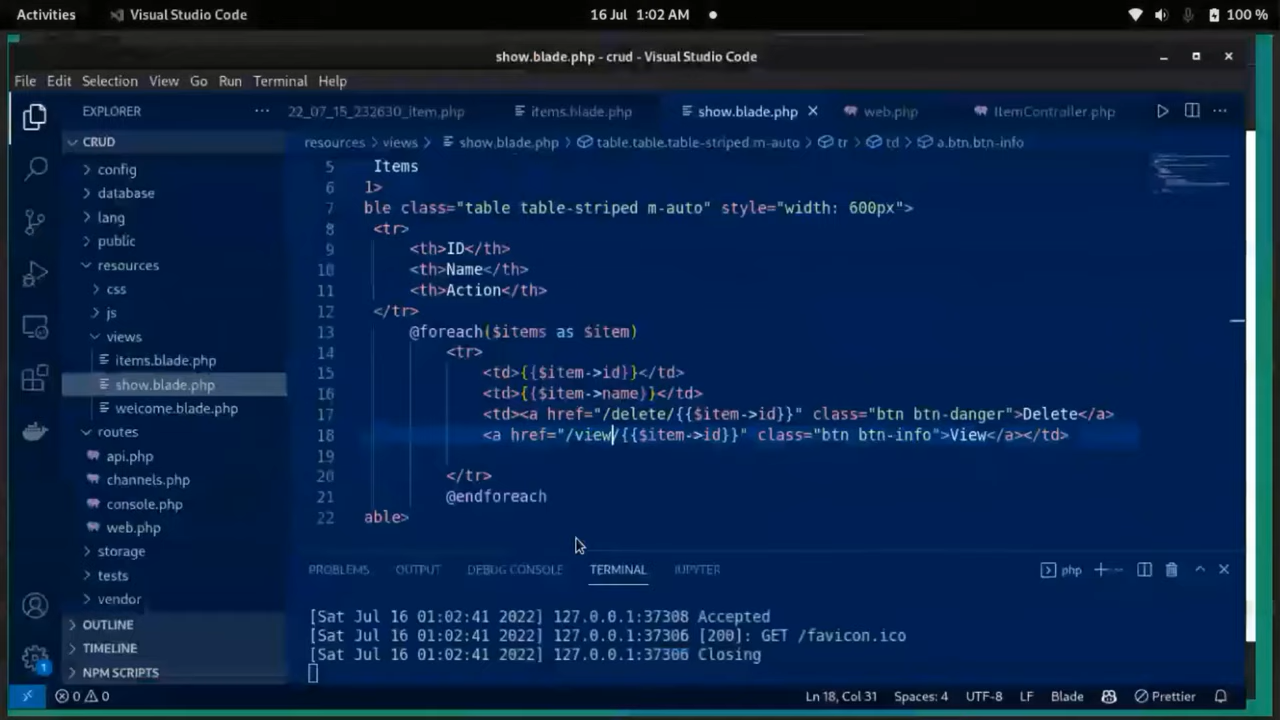 Activities Visual Studio Code 16 Jul 1:02 AM 100 %
show.blade.php - crud - Visual Studio Code
File Edit Selection View Go Run Terminal Help
EXPLORER 22_07_15_232630_item.php items.blade.php show.blade.php web.php ItemController.php
CRUD resources > views > show.blade.php > table.table.table-striped.m-auto > tr > td > a.btn.btn-info
config
database
lang
public
resources
css
js
views
items.blade.php
show.blade.php
welcome.blade.php
routes
api.php
channels.php
console.php
web.php
storage
tests
vendor
OUTLINE
TIMELINE
NPM SCRIPTS
5 Items
6 1>
7 ble class="table table-striped m-auto" style="width: 600px">
8 <tr>
9 <th>ID</th>
10 <th>Name</th>
11 <th>Action</th>
12 </tr>
13 @foreach($items as $item)
14 <tr>
15 <td>{{$item->id}}</td>
16 <td>{{$item->name)}</td>
17 <td><a href="/delete/{{$item->id}}" class="btn btn-danger">Delete</a>
18 <a href="/view/{{$item->id}}" class="btn btn-info">View</a></td>
19
20 </tr>
21 @endforeach
22 able>
PROBLEMS OUTPUT DEBUG CONSOLE TERMINAL JUPYTER php
[Sat Jul 16 01:02:41 2022] 127.0.0.1:37308 Accepted
[Sat Jul 16 01:02:41 2022] 127.0.0.1:37306 [200]: GET /favicon.ico
[Sat Jul 16 01:02:41 2022] 127.0.0.1:37306 Closing
1
0 0 Ln 18, Col 31 Spaces: 4 UTF-8 LF Blade Prettier